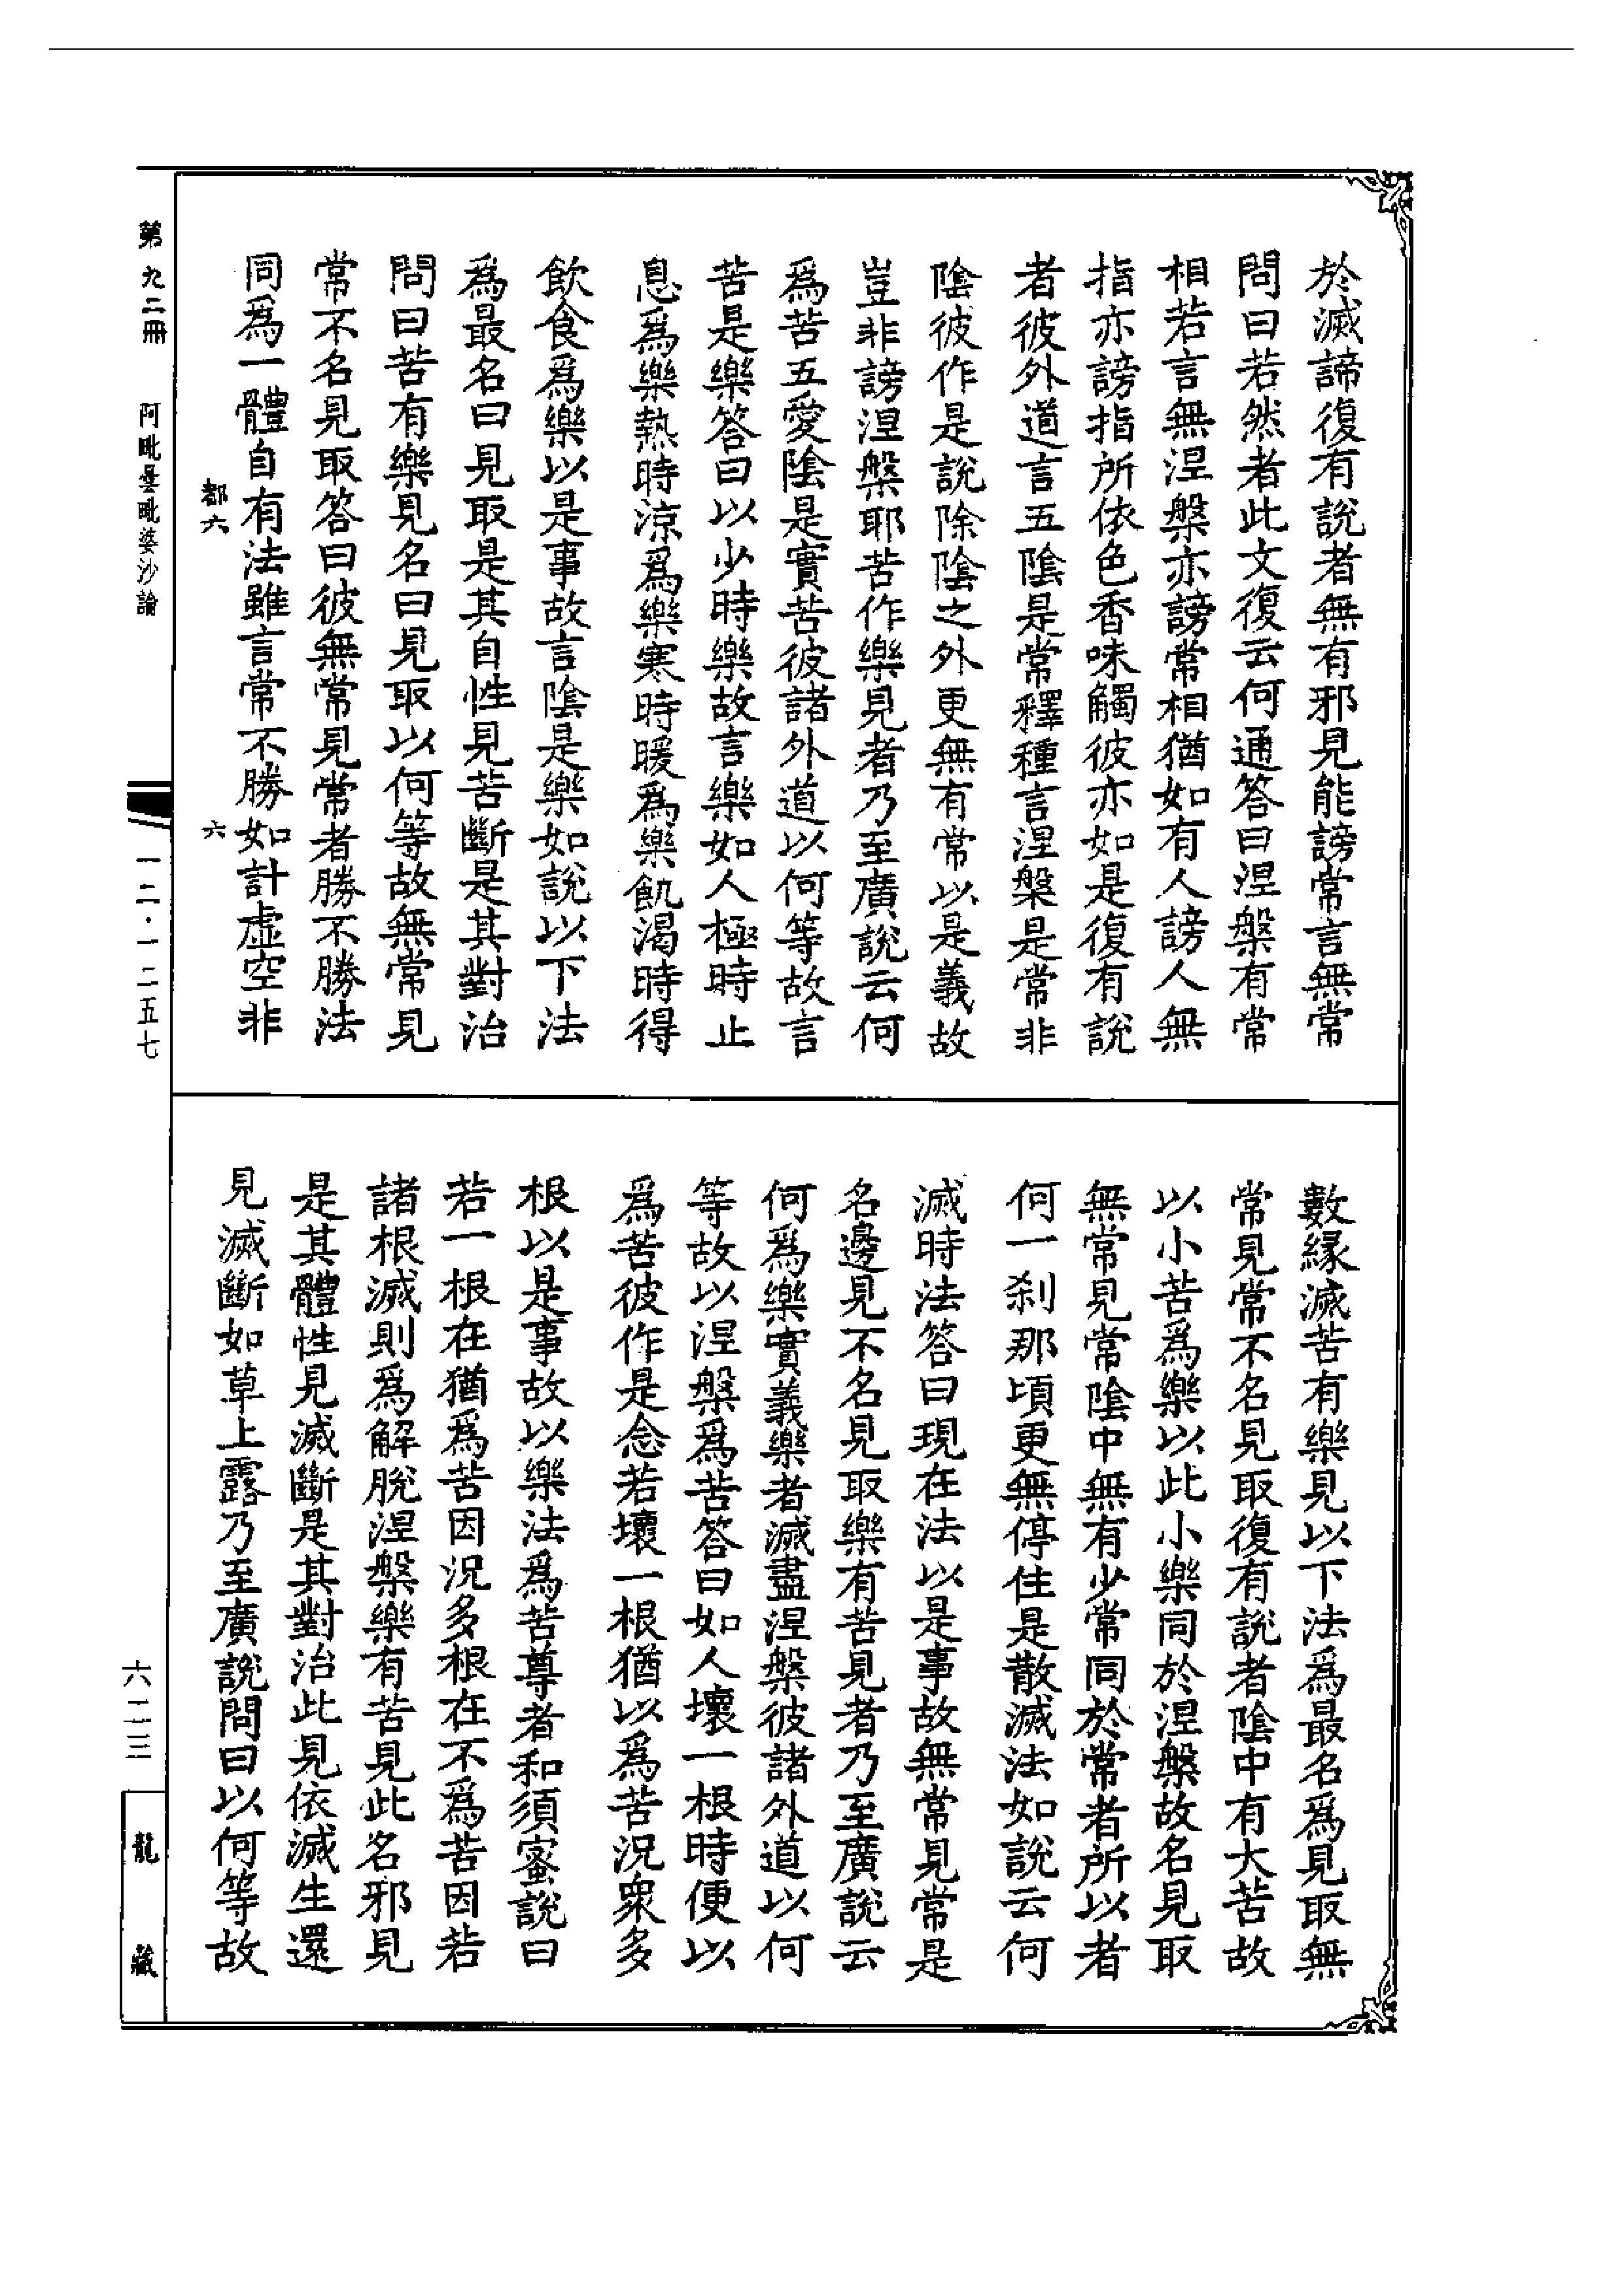 於滅諦復有說者無有邪見能謗常言無常
問曰若然者此文復云何通答曰涅槃有常
相若言無涅槃亦謗常相猶如有人謗人無
指亦謗指所依色香味觸彼亦如是復有說
者彼外道言五陰是常釋種言涅槃是常非
陰彼作是說除陰之外更無有常以是義故
豈非謗涅槃耶苦作樂見者乃至廣說云何
為苦五愛陰是實苦彼諸外道以何等故言
苦是樂答曰以少時樂故言樂如人極時止
息為樂熱時涼為樂寒時暖為樂飢渴時得
飲食為樂以是事故言陰是樂如說以下法
為最名曰見取是其自性見苦斷是其對治
問曰苦有樂見名曰見取以何等故無常見
常不名見取答曰彼無常見常者勝不勝法
同為一體自有法雖言常不勝如計虛空非
都六
六
數緣滅苦有樂見以下法為最名為見取無
常見常不名見取復有說者陰中有大苦故
以小苦為樂以此小樂同於涅槃故名見取
無常見常陰中無有少常同於常者所以者
何一剎那頃更無停住是散滅法如說云何
滅時法答曰現在法以是事故無常見常是
名邊見不名見取樂有苦見者乃至廣說云
何為樂實義樂者滅盡涅槃彼諸外道以何
等故以涅槃為苦答曰如人壞一根時便以
為苦彼作是念若壞一根猶以為苦況眾多
根以是事故以樂法為苦尊者和須蜜說曰
若一根在猶為苦因況多根在不為苦因若
諸根滅則為解脫涅槃樂有苦見此名邪見
是其體性見滅斷是其對治此見依滅生還
見滅斷如草上露乃至廣說問曰以何等故
第九二冊 阿毗曇毗婆沙論
一二·一二五七
六二三
龍藏